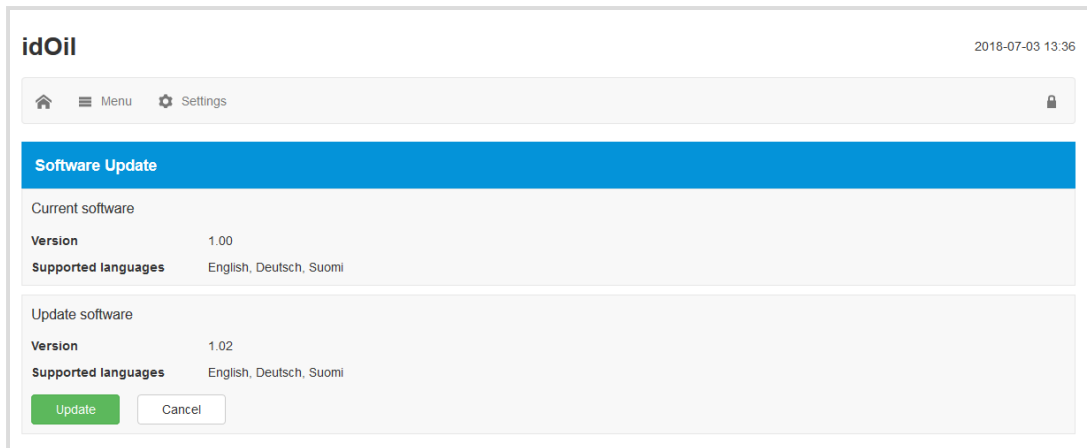 idOil
2018-07-03 13:36
Menu Settings
Software Update
Current software
Version 1.00
Supported languages English, Deutsch, Suomi
Update software
Version 1.02
Supported languages English, Deutsch, Suomi
Update Cancel